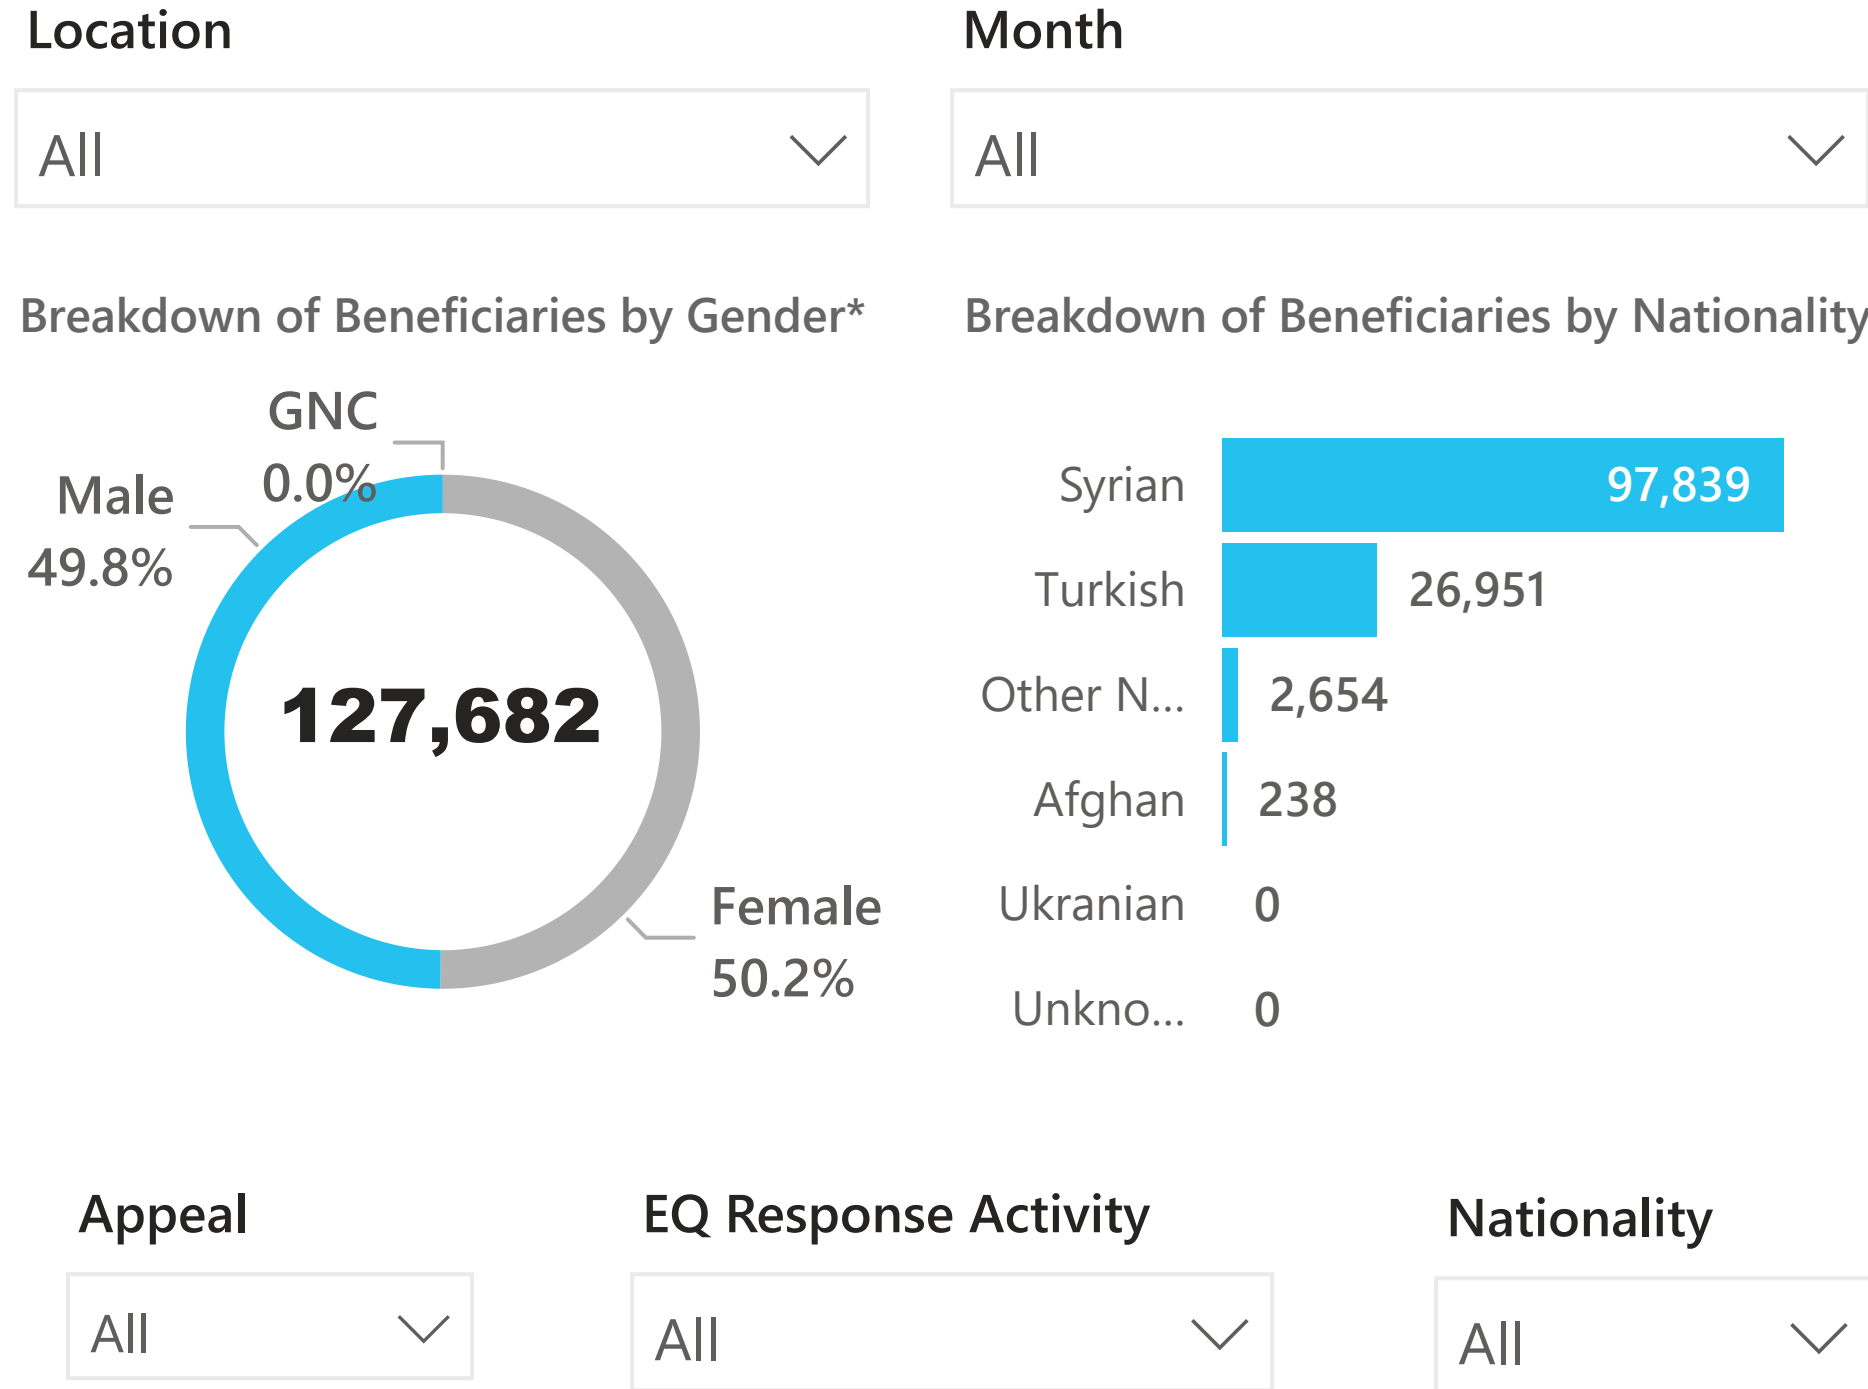 Location
Month
All
All
Breakdown of Beneficiaries by Gender*
Breakdown of Beneficiaries by Nationality
GNC
0.0%
Male
49.8%
127,682
Female
50.2%
Syrian 97,839
Turkish 26,951
Other N... 2,654
Afghan 238
Ukranian 0
Unkno... 0
Appeal
EQ Response Activity
Nationality
All
All
All